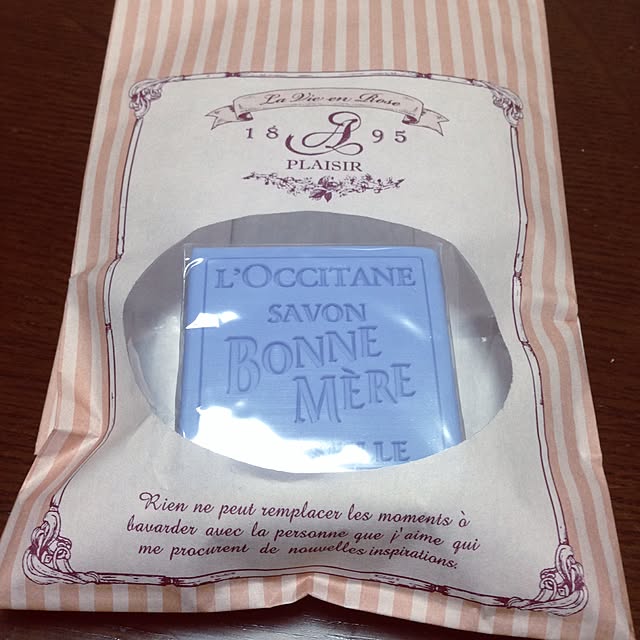 La Vie en Rose
18 A 95
PLAISIR
L'OCCITANE
SAVON
BONNE
MÈRE
Rien ne peut remplacer les moments à
bavarder avec la personne que j'aime qui
me procurent de nouvelles inspirations.